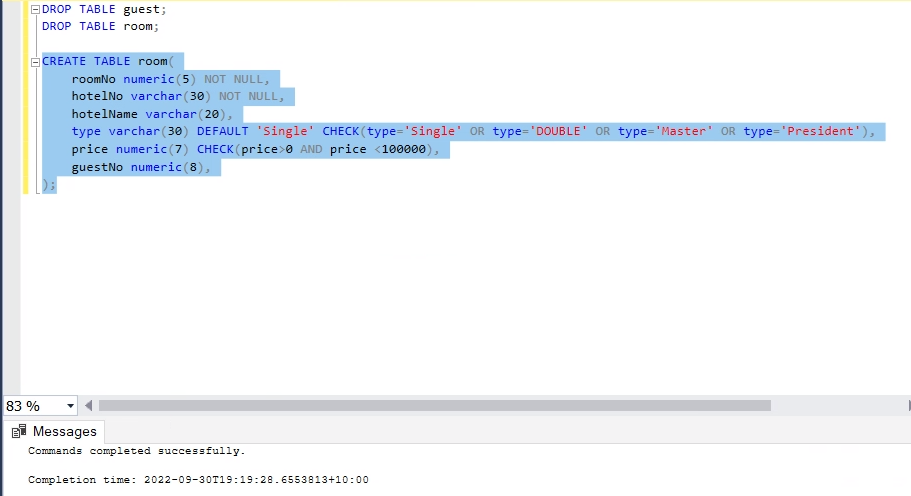 DROP TABLE guest;
DROP TABLE room;
CREATE TABLE room(
roomNo numeric(5) NOT NULL,
hotelNo varchar(30) NOT NULL,
hotelName varchar(20),
type varchar(30) DEFAULT 'Single' CHECK(type='Single' OR type='DOUBLE' OR type='Master' OR type='President'),
price numeric(7) CHECK(price>0 AND price <100000),
guestNo numeric(8),
);
83 %
Messages
Commands completed successfully.
Completion time: 2022-09-30T19:19:28.6553813+10:00